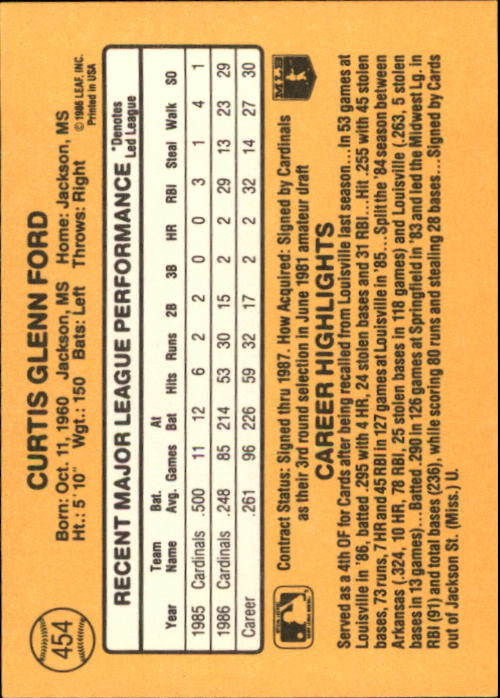 454
CURTIS GLENN FORD
Born: Oct. 11, 1960 Jackson, MS Home: Jackson, MS
Ht.: 5' 10" Wgt.: 150 Bats: Left Throws: Right
© 1986 LEAF, INC.
Printed in USA
RECENT MAJOR LEAGUE PERFORMANCE *Denotes Led League
Year Team Name Bat. Avg. Games At Bat Hits Runs 2B 3B HR RBI Steal Walk SO
1985 Cardinals .500 11 12 6 2 2 0 0 3 1 4 1
1986 Cardinals .248 85 214 53 30 15 2 2 29 13 23 29
Career .261 96 226 59 32 17 2 2 32 14 27 30
Contract Status: Signed thru 1987. How Acquired: Signed by Cardinals
as their 3rd round selection in June 1981 amateur draft
MLB
CAREER HIGHLIGHTS
Served as a 4th OF for Cards after being recalled from Louisville last season...In 53 games at
Louisville in '86, batted .295 with 4 HR, 24 stolen bases and 31 RBI...Hit .255 with 45 stolen
bases, 73 runs, 7 HR and 45 RBI in 127 games at Louisville in '85...Split the '84 season between
Arkansas (.324, 10 HR, 78 RBI, 25 stolen bases in 118 games) and Louisville (.263, 5 stolen
bases in 13 games)...Batted .290 in 126 games at Springfield in '83 and led the Midwest Lg. in
RBI (91) and total bases (236), while scoring 80 runs and stealing 28 bases...Signed by Cards
out of Jackson St. (Miss.) U.